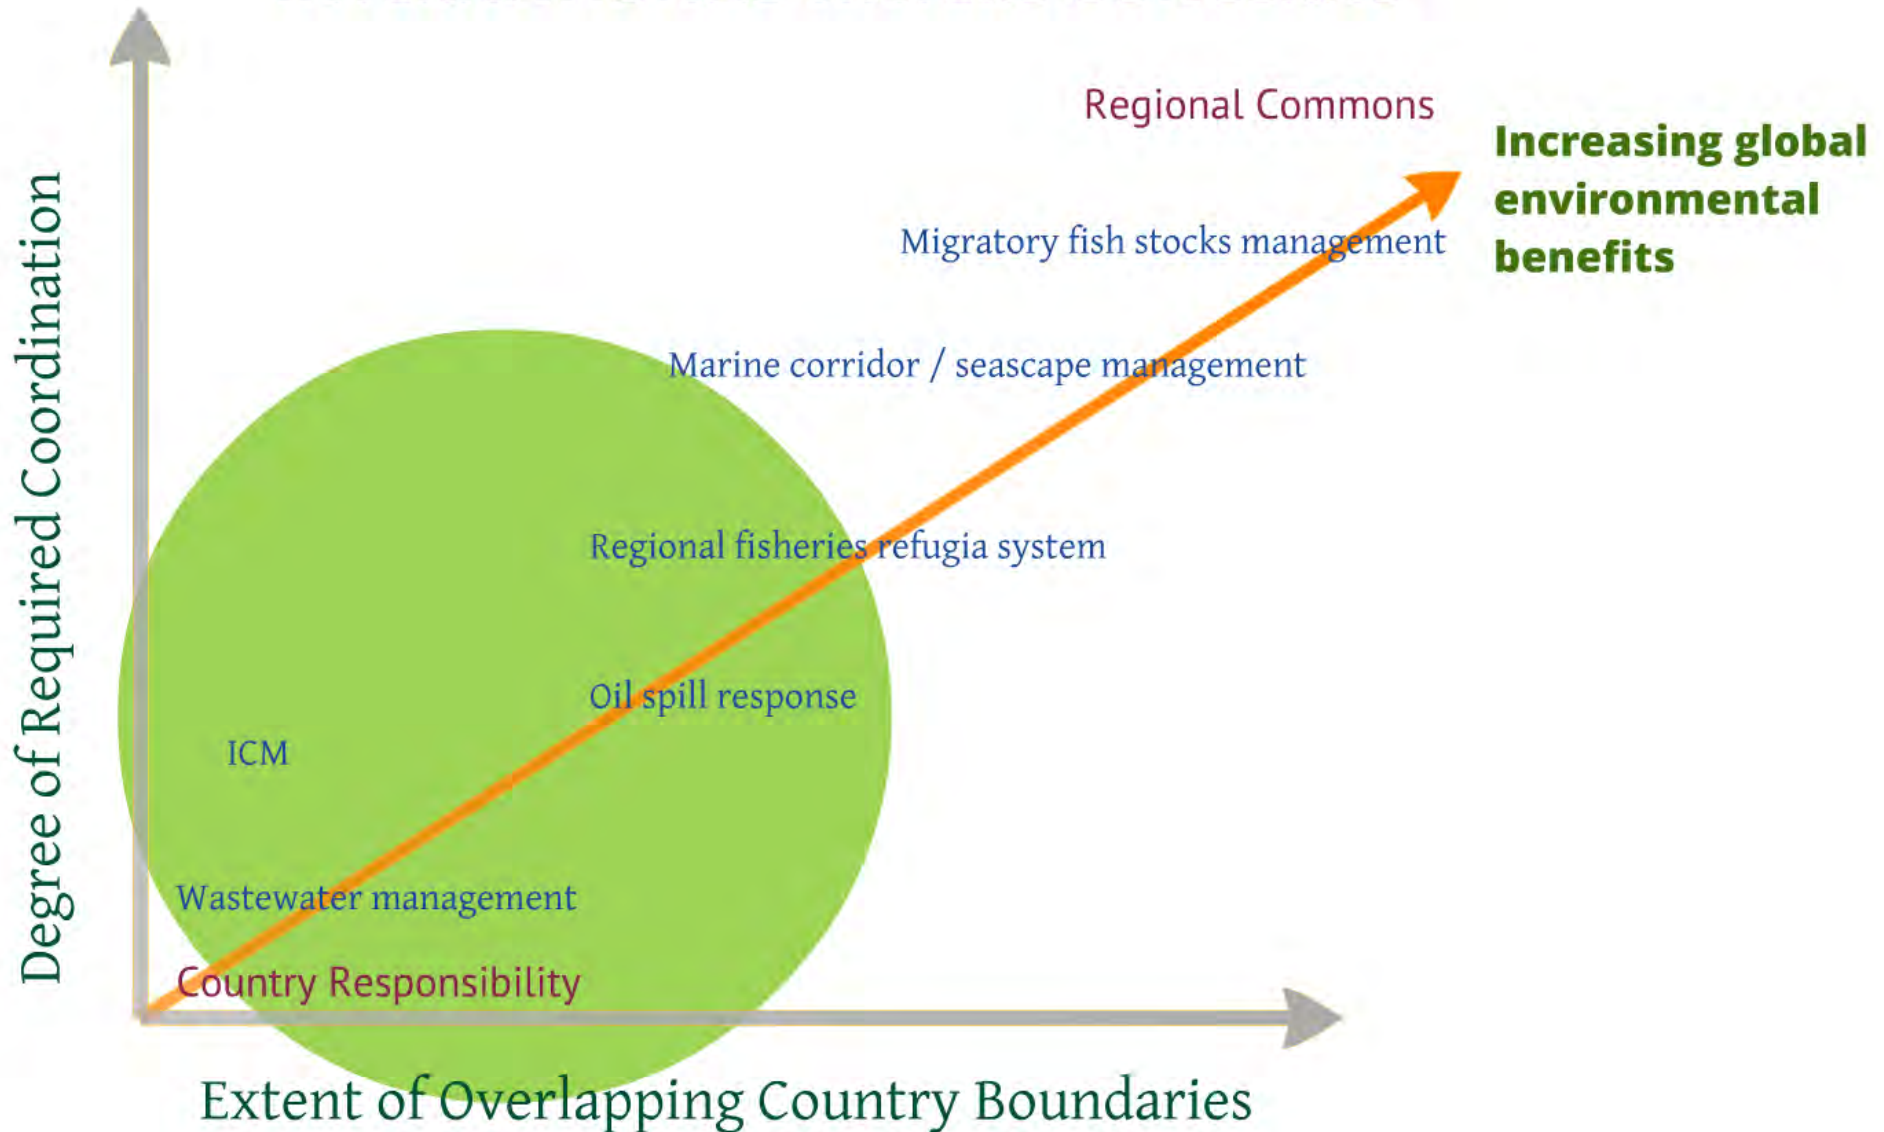 Regional Commons
Increasing global
environmental
benefits
Migratory fish stocks management
Marine corridor / seascape management
Regional fisheries refugia system
Oil spill response
ICM
Wastewater management
Country Responsibility
Degree of Required Coordination
Extent of Overlapping Country Boundaries